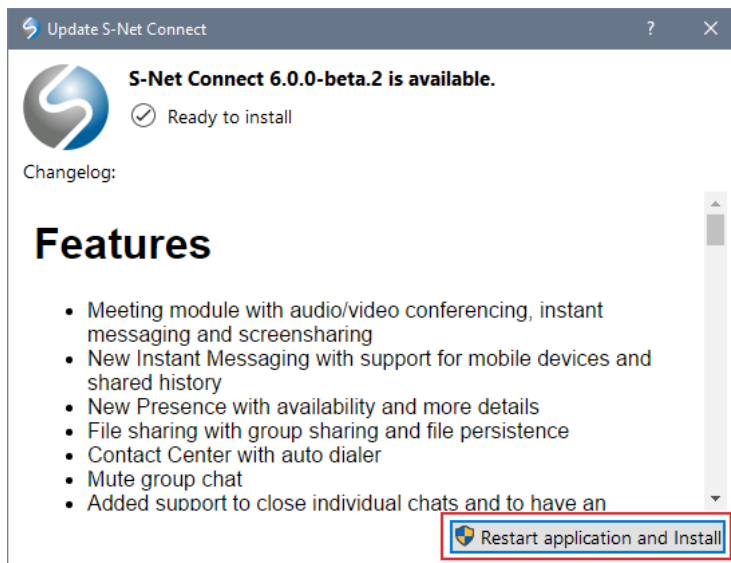 Update S-Net Connect
?
S-Net Connect 6.0.0-beta.2 is available.
Ready to install
Changelog:
Features
• Meeting module with audio/video conferencing, instant
messaging and screensharing
• New Instant Messaging with support for mobile devices and
shared history
• New Presence with availability and more details
• File sharing with group sharing and file persistence
• Contact Center with auto dialer
• Mute group chat
• Added support to close individual chats and to have an
Restart application and Install